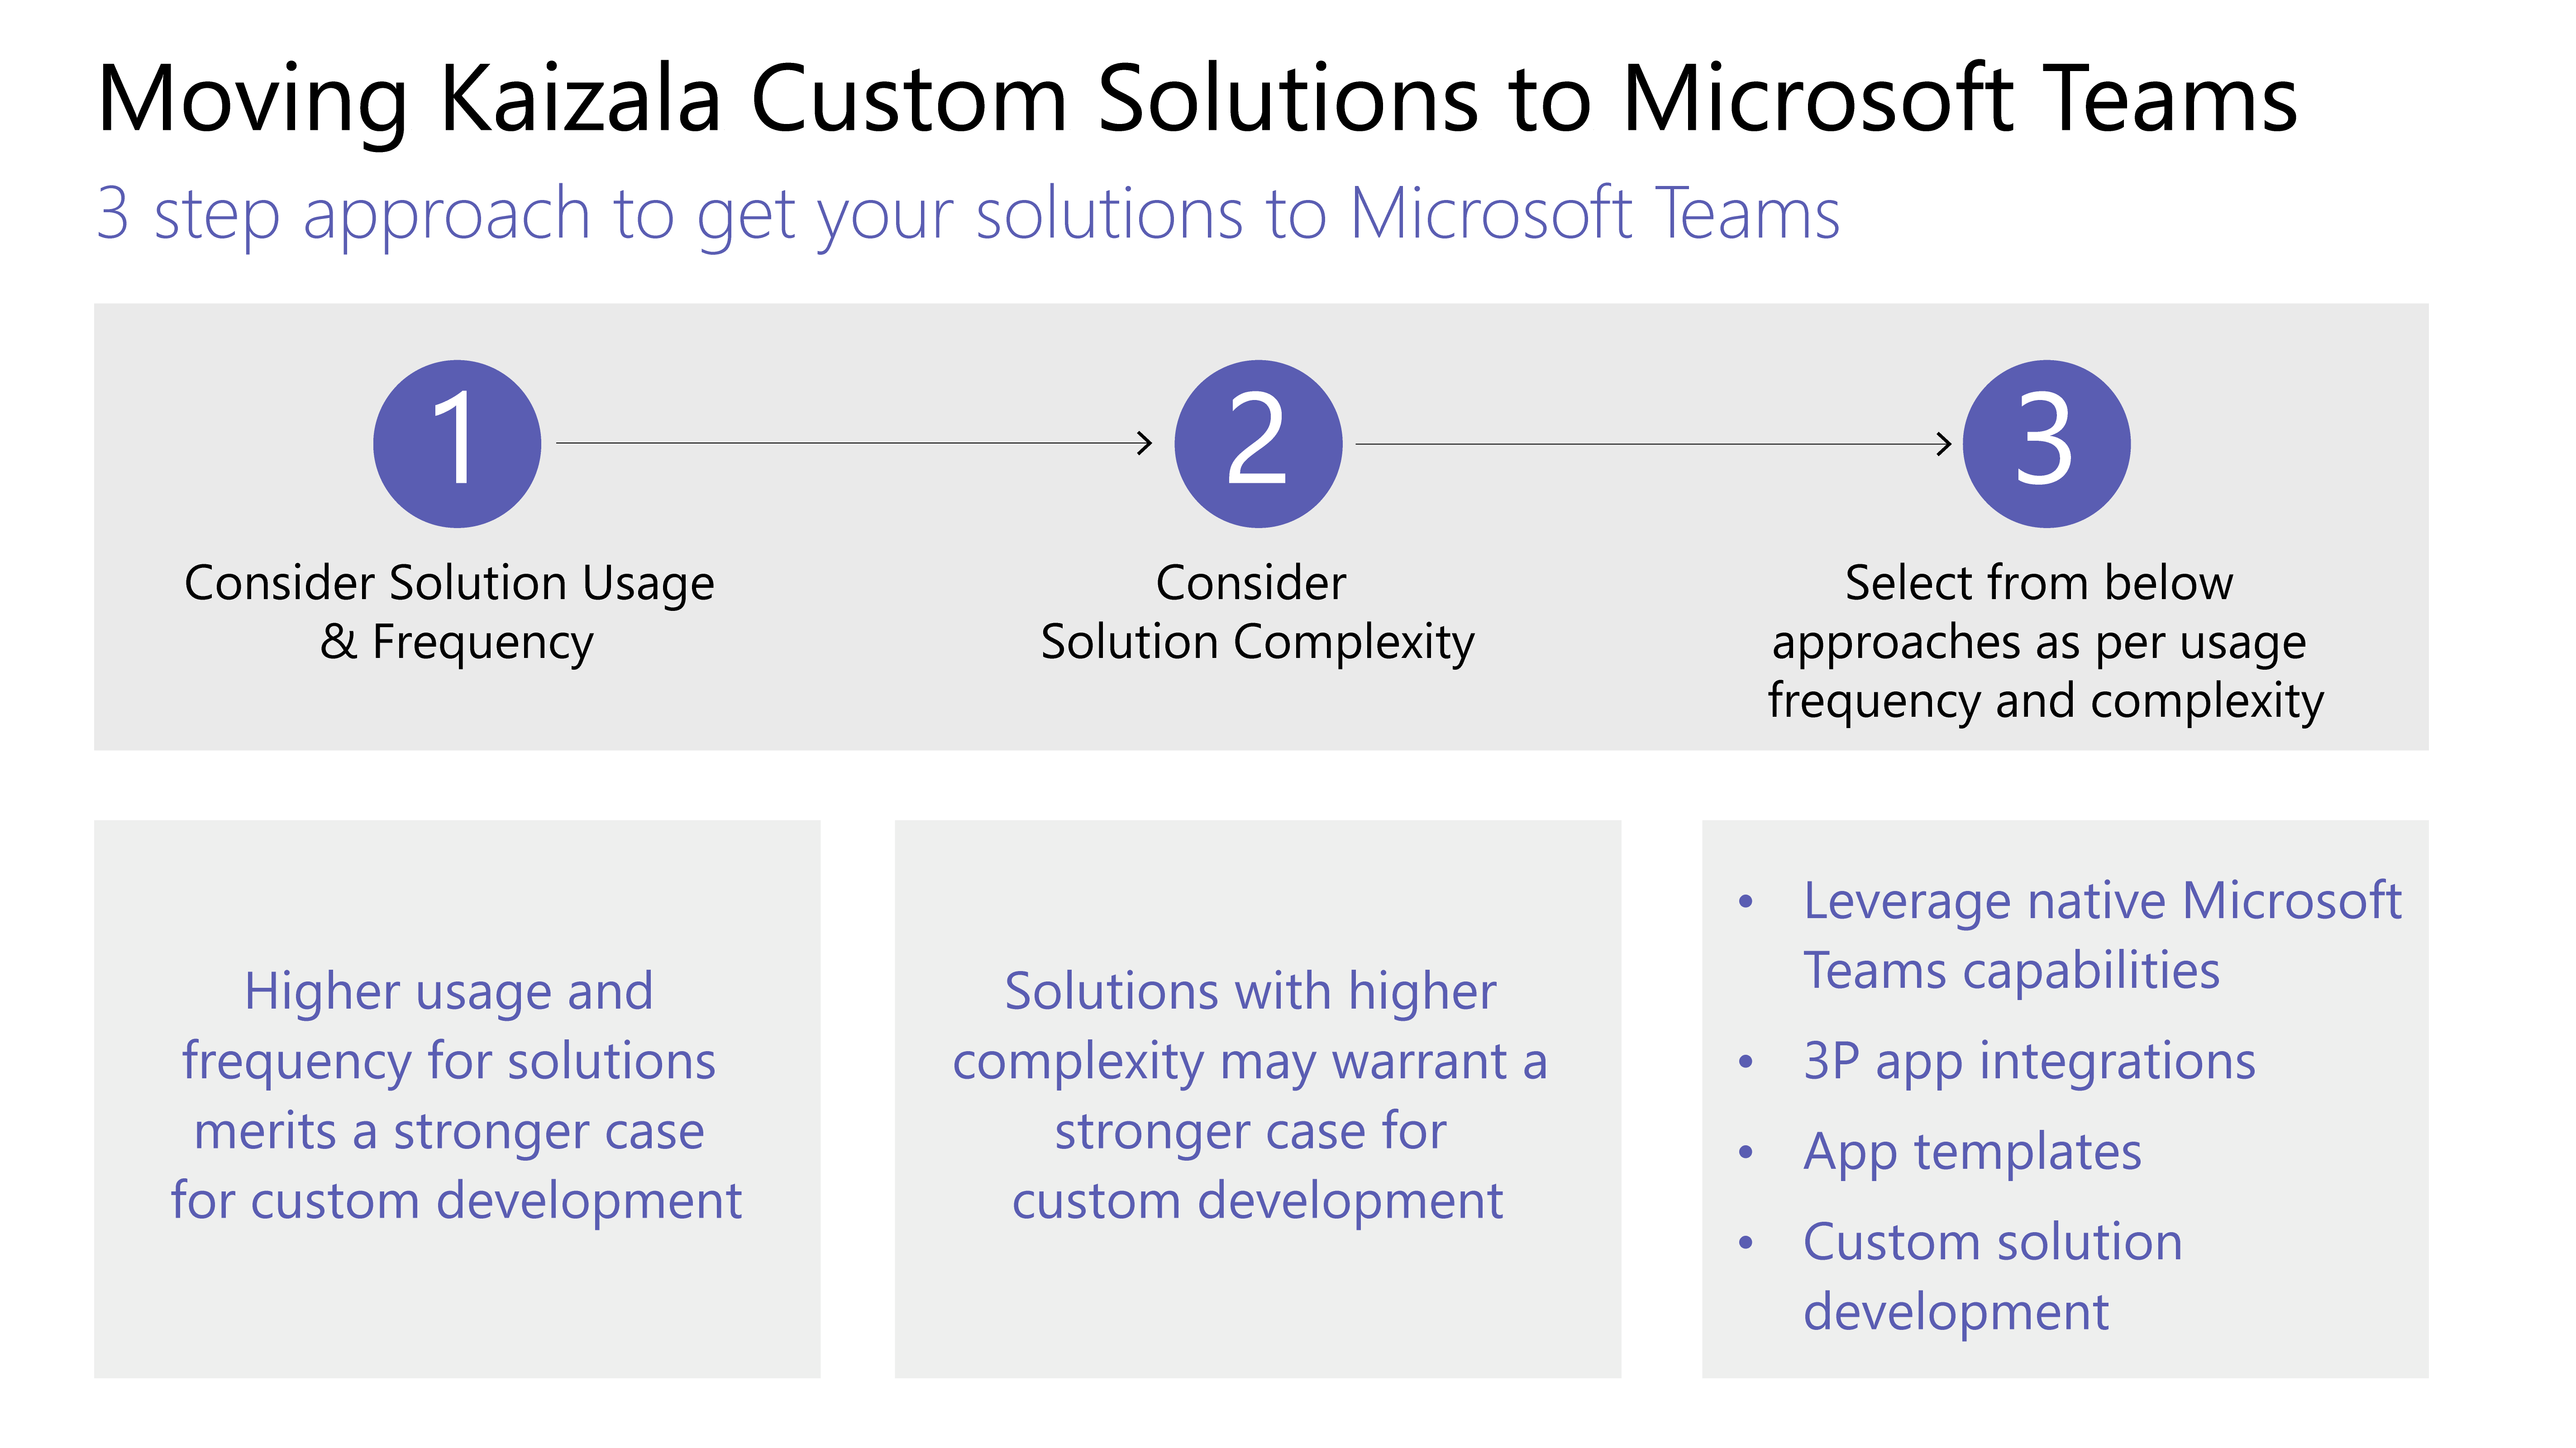 Moving Kaizala Custom Solutions to Microsoft Teams
3 step approach to get your solutions to Microsoft Teams
1
2
3
Consider Solution Usage
& Frequency
Consider
Solution Complexity
Select from below
approaches as per usage
frequency and complexity
Higher usage and
frequency for solutions
merits a stronger case
for custom development
Solutions with higher
complexity may warrant a
stronger case for
custom development
• Leverage native Microsoft
Teams capabilities
• 3P app integrations
• App templates
• Custom solution
development